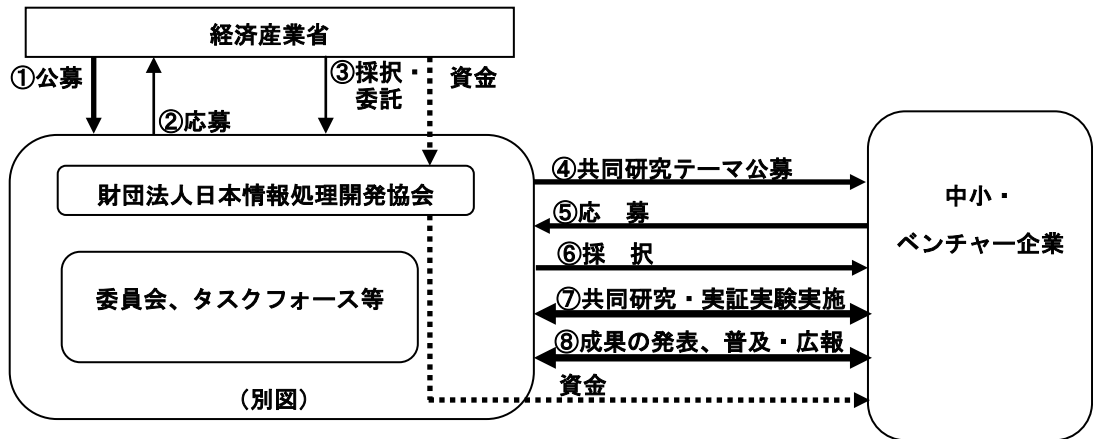 経済産業省
①公募
②応募
③採択・
委託
資金
財団法人日本情報処理開発協会
委員会、タスクフォース等
(別図)
④共同研究テーマ公募
⑤応　募
⑥採　択
⑦共同研究・実証実験実施
⑧成果の発表、普及・広報
資金
中小・
ベンチャー企業